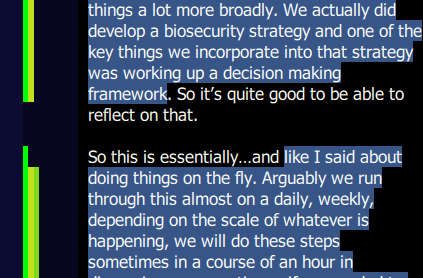 things a lot more broadly. We actually did
develop a biosecurity strategy and one of the
key things we incorporate into that strategy
was working up a decision making
framework. So it’s quite good to be able to
reflect on that.
So this is essentially…and like I said about
doing things on the fly. Arguably we run
through this almost on a daily, weekly,
depending on the scale of whatever is
happening, we will do these steps
sometimes in a course of an hour in